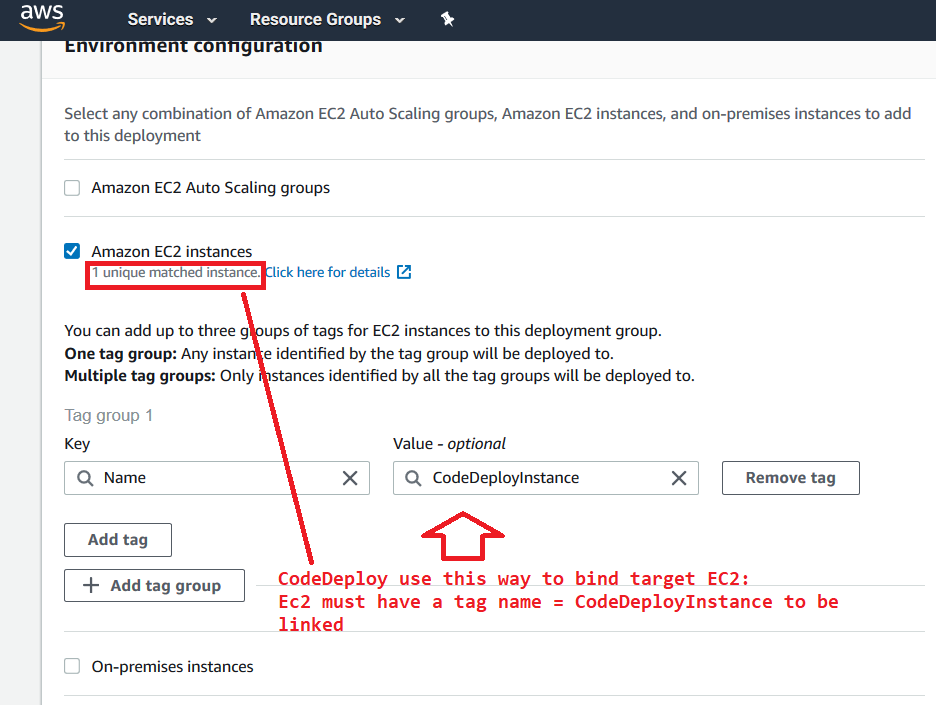 aws Services Resource Groups
Environment configuration
Select any combination of Amazon EC2 Auto Scaling groups, Amazon EC2 instances, and on-premises instances to add
to this deployment
Amazon EC2 Auto Scaling groups
Amazon EC2 instances
1 unique matched instance. Click here for details
You can add up to three groups of tags for EC2 instances to this deployment group.
One tag group: Any instance identified by the tag group will be deployed to.
Multiple tag groups: Only instances identified by all the tag groups will be deployed to.
Tag group 1
Key Value - optional
Name CodeDeployInstance Remove tag
Add tag
Add tag group
CodeDeploy use this way to bind target EC2:
Ec2 must have a tag name = CodeDeployInstance to be
linked
On-premises instances